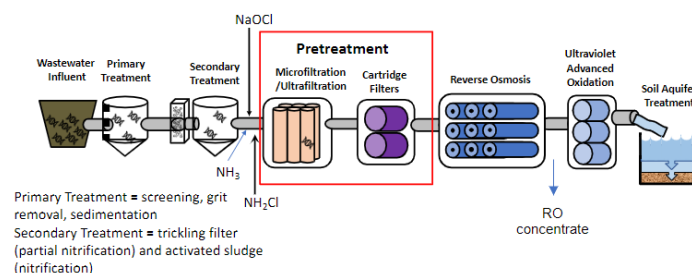 NaOCl
Pretreatment
Wastewater
Influent
Primary
Treatment
Secondary
Treatment
Microfiltration
/Ultrafiltration
Cartridge
Filters
Reverse Osmosis
Ultraviolet
Advanced
Oxidation
Soil Aquife
Treatment
NH3
NH2Cl
RO
concentrate
Primary Treatment = screening, grit
removal, sedimentation
Secondary Treatment = trickling filter
(partial nitrification) and activated sludge
(nitrification)